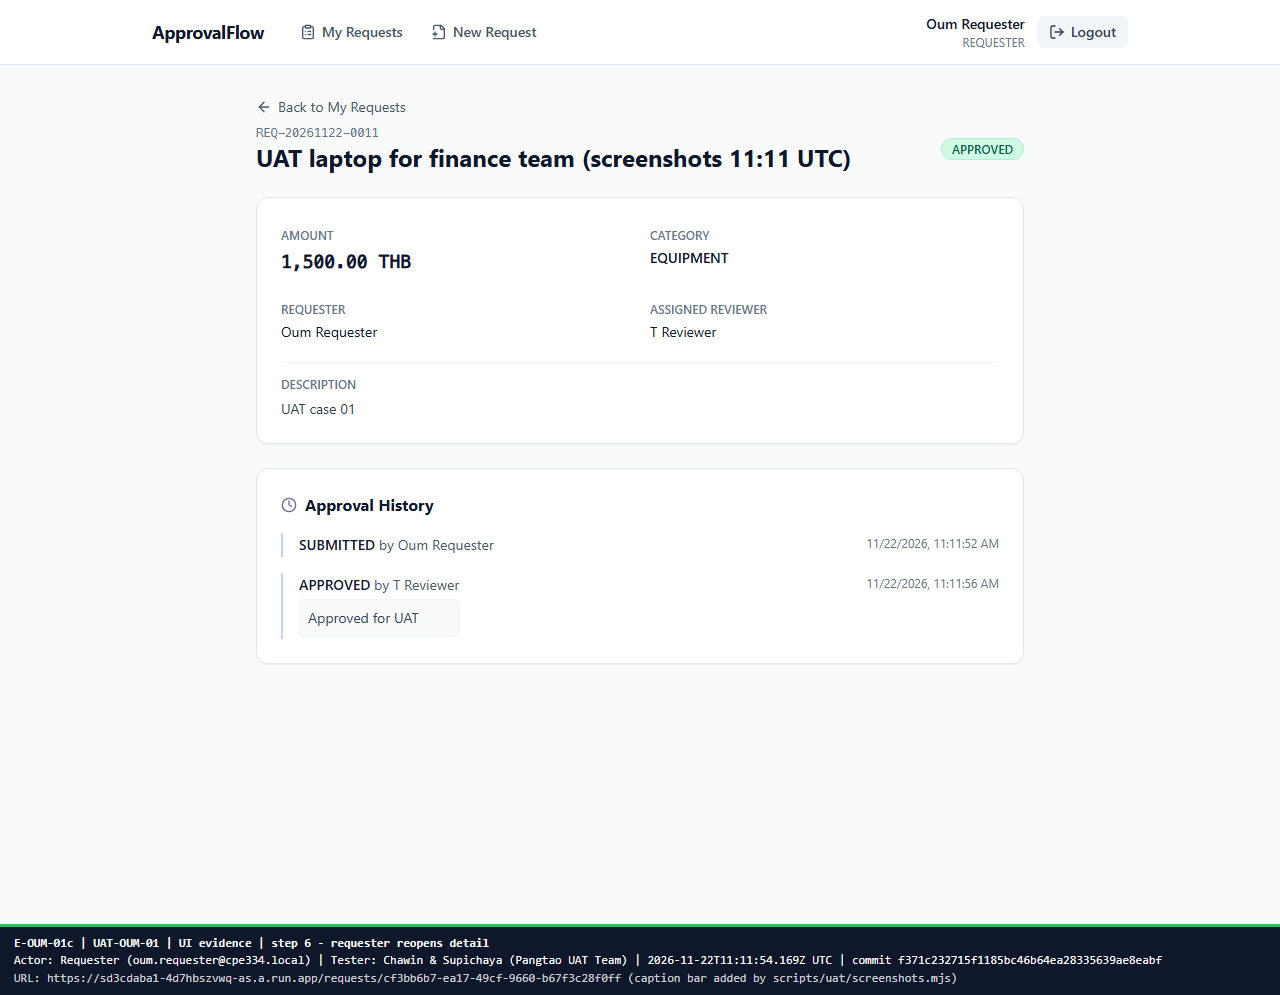 ApprovalFlow
My Requests
New Request
Oum Requester
REQUESTER
Logout
Back to My Requests
REQ-20261122-0011
UAT laptop for finance team (screenshots 11:11 UTC)
APPROVED
AMOUNT
1,500.00 THB
CATEGORY
EQUIPMENT
REQUESTER
Oum Requester
ASSIGNED REVIEWER
T Reviewer
DESCRIPTION
UAT case 01
Approval History
SUBMITTED by Oum Requester
11/22/2026, 11:11:52 AM
APPROVED by T Reviewer
11/22/2026, 11:11:56 AM
Approved for UAT
E-OUM-01c | UAT-OUM-01 | UI evidence | step 6 - requester reopens detail
Actor: Requester (oum.requester@cpe334.local) | Tester: Chawin & Supichaya (Pangtao UAT Team) | 2026-11-22T11:11:54.169Z UTC | commit f371c232715f1185bc46b64ea28335639ae8eabf
URL: https://sd3cdaba1-4d7hbszvwq-as.a.run.app/requests/cf3bb6b7-ea17-49cf-9660-b67f3c28f0ff (caption bar added by scripts/uat/screenshots.mjs)